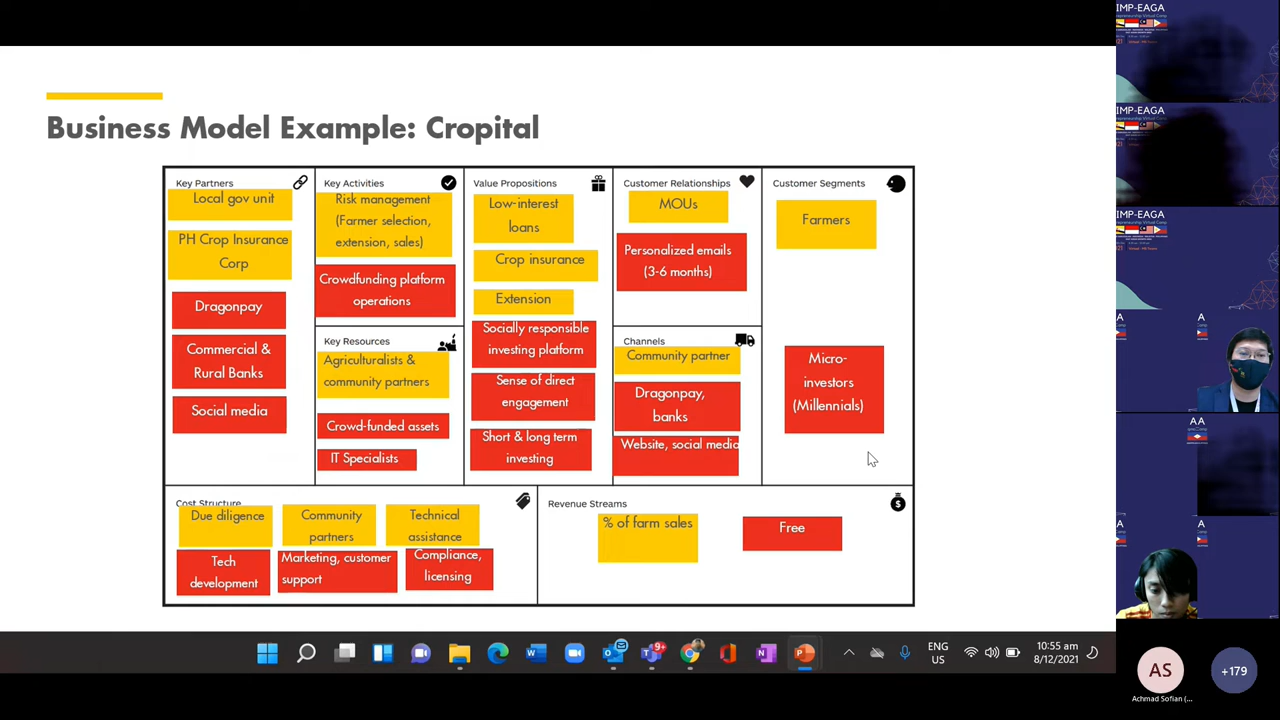 Business Model Example: Cropital
Key Partners
Local gov unit
PH Crop Insurance
Corp
Dragonpay
Commercial &
Rural Banks
Social media
Key Activities
Risk management
(Farmer selection,
extension, sales)
Crowdfunding platform
operations
Key Resources
Agriculturalists &
community partners
Crowd-funded assets
IT Specialists
Value Propositions
Low-interest
loans
Crop insurance
Extension
Socially responsible
investing platform
Sense of direct
engagement
Short & long term
investing
Customer Relationships
MOUs
Personalized emails
(3-6 months)
Channels
Community partner
Dragonpay,
banks
Website, social media
Customer Segments
Farmers
Micro-
investors
(Millennials)
Cost Structure
Due diligence
Community
partners
Technical
assistance
Tech
development
Marketing, customer
support
Compliance,
licensing
Revenue Streams
% of farm sales
Free
$
IMP-EAGA
repreneurship Virtual Camp
IMP-EAGA
IMP-EAGA
A
A
AA
A
A
AS
Achmad Sofian (...
+179
9+
ENG
US
10:55 am
8/12/2021